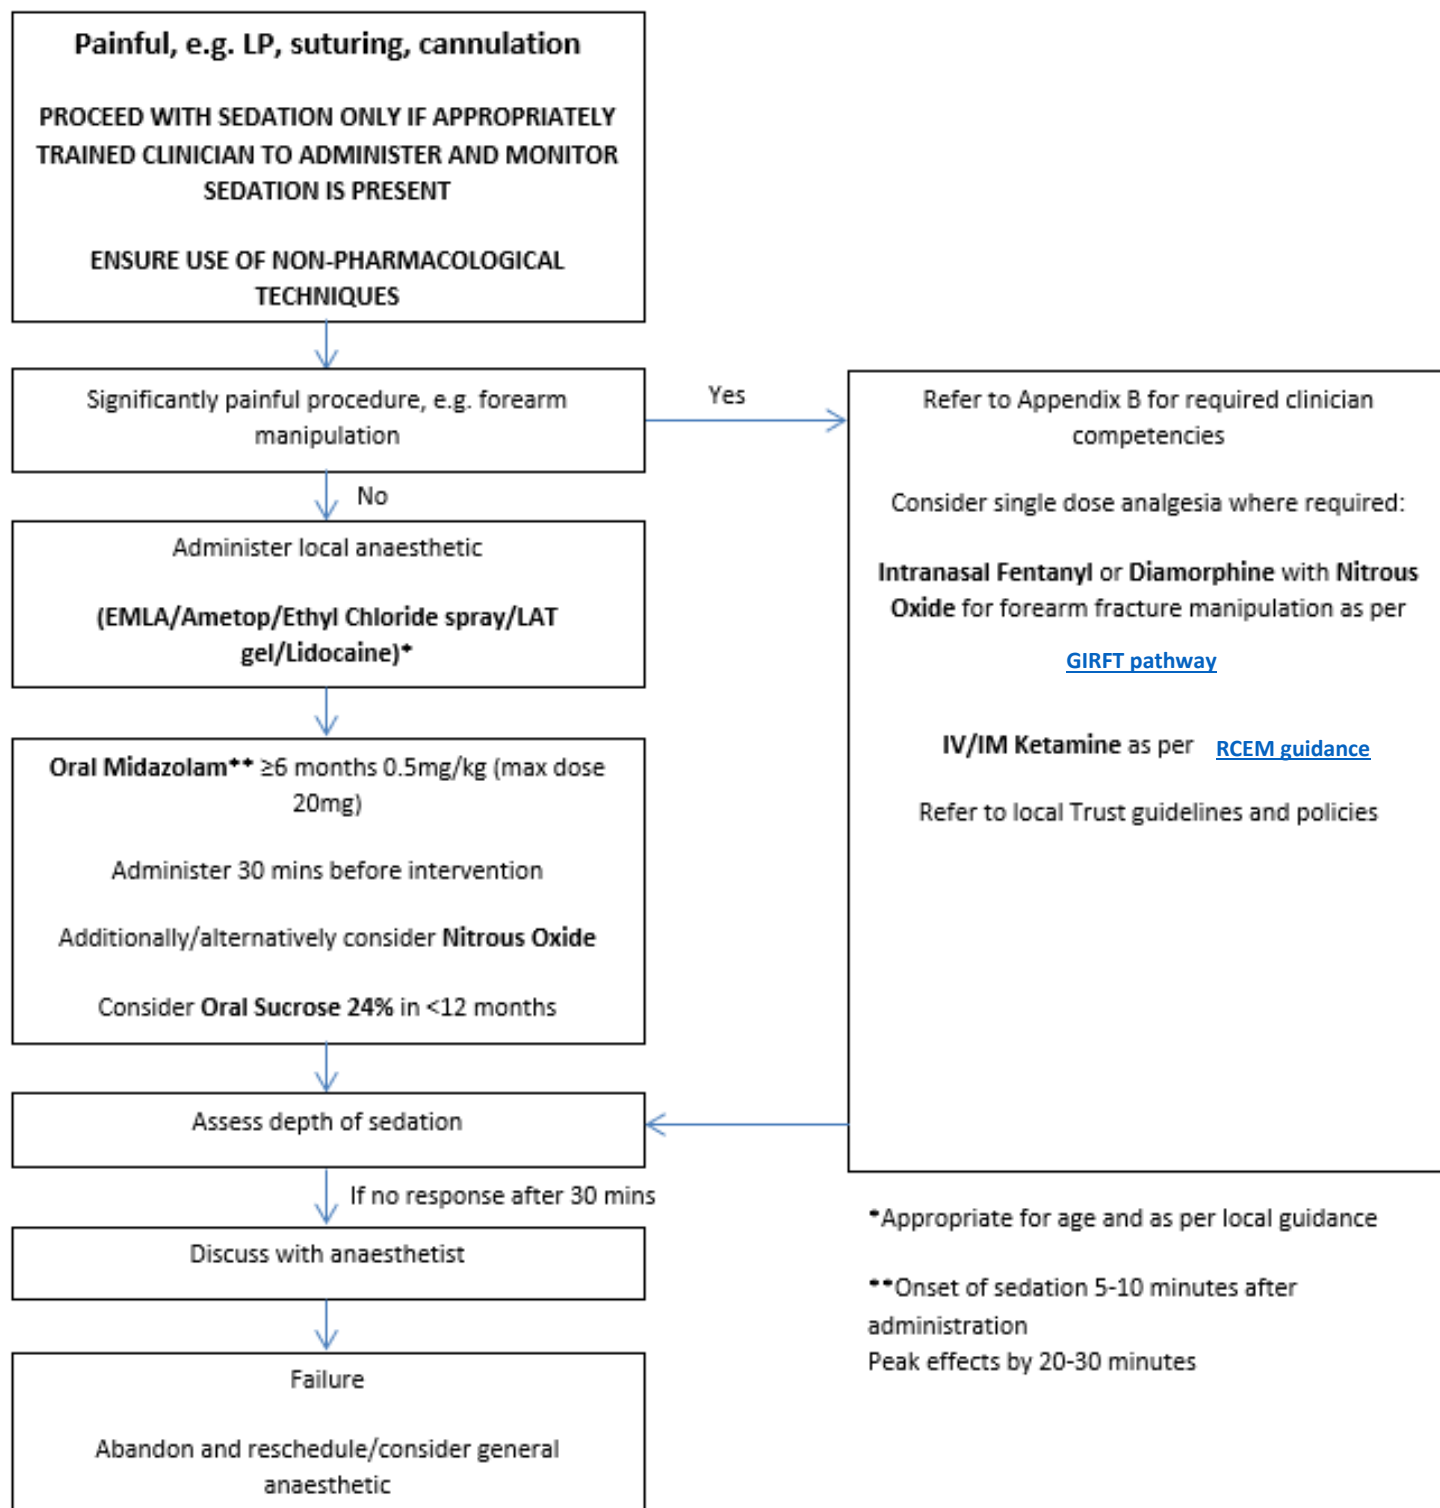 Painful, e.g. LP, suturing, cannulation
PROCEED WITH SEDATION ONLY IF APPROPRIATELY
TRAINED CLINICIAN TO ADMINISTER AND MONITOR
SEDATION IS PRESENT
ENSURE USE OF NON-PHARMACOLOGICAL
TECHNIQUES
Significantly painful procedure, e.g. forearm
manipulation
Yes
Refer to Appendix B for required clinician
competencies
Consider single dose analgesia where required:
Intranasal Fentanyl or Diamorphine with Nitrous
Oxide for forearm fracture manipulation as per
GIRFT pathway
IV/IM Ketamine as per RCEM guidance
Refer to local Trust guidelines and policies
No
Administer local anaesthetic
(EMLA/Ametop/Ethyl Chloride spray/LAT
gel/Lidocaine)*
Oral Midazolam** ≥6 months 0.5mg/kg (max dose
20mg)
Administer 30 mins before intervention
Additionally/alternatively consider Nitrous Oxide
Consider Oral Sucrose 24% in <12 months
Assess depth of sedation
If no response after 30 mins
Discuss with anaesthetist
Failure
Abandon and reschedule/consider general
anaesthetic
*Appropriate for age and as per local guidance
**Onset of sedation 5-10 minutes after
administration
Peak effects by 20-30 minutes